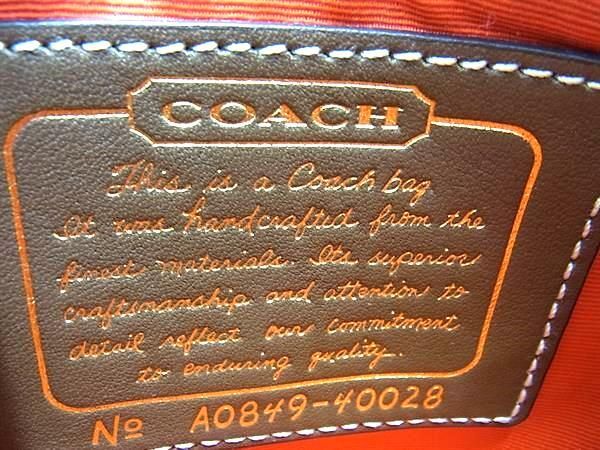 COACH
This is a Coach bag
It was handcrafted from the
finest materials. Its superior
craftsmanship and attention to
detail reflect our commitment
to enduring quality.
No A0849-40028